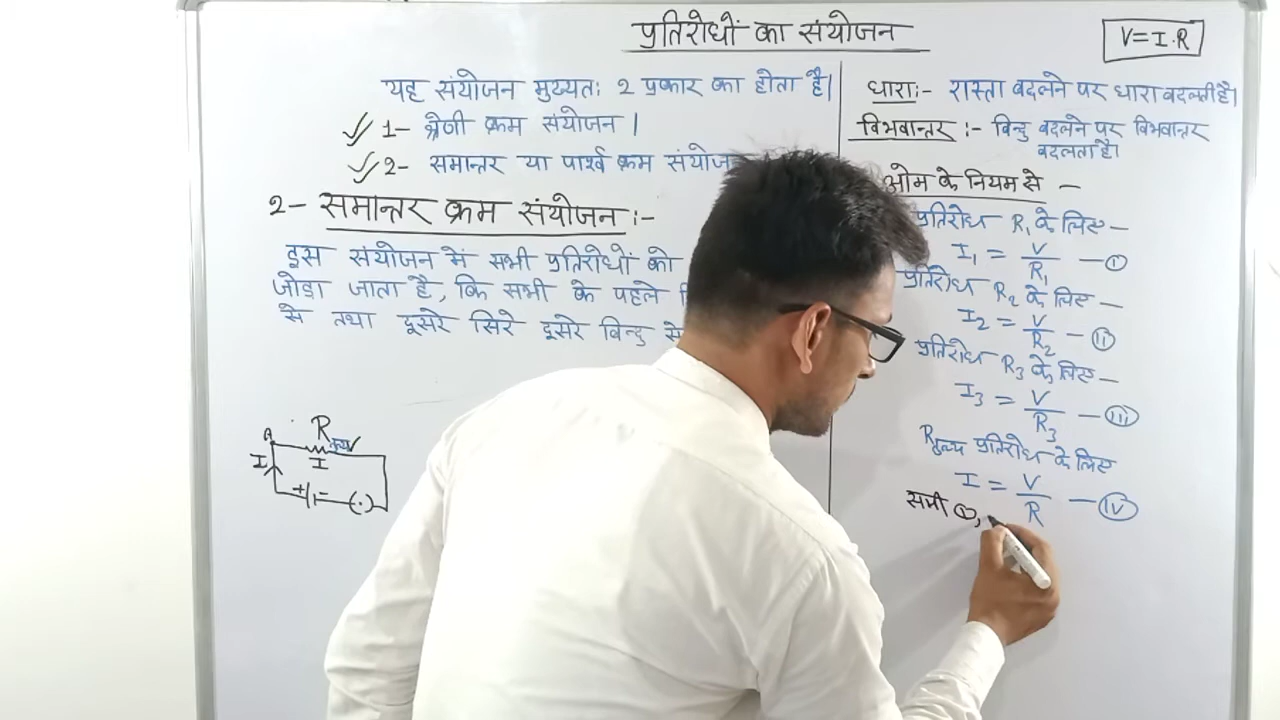 प्रतिरोधों का संयोजन
V = I · R
यह संयोजन मुख्यतः 2 प्रकार का होता है।
1- श्रेणी क्रम संयोजन।
2- समान्तर या पार्श्व क्रम
2- समान्तर क्रम संयोजन :-
इस संयोजन में सभी प्रतिरोधों को
जोड़ा जाता है, कि सभी के पहले
से तथा दूसरे सिरे दूसरे बिन्दु से
A
R
V
I
I
+ -
(·)
धारा :- रास्ता बदलने पर धारा बदलती है।
विभवान्तर :- बिन्दु बदलने पर विभवान्तर
बदलता है।
ओम के नियम से -
प्रतिरोध R₁ के लिए -
I₁ = V/R₁ - (i)
प्रतिरोध R₂ के लिए -
I₂ = V/R₂ - (ii)
प्रतिरोध R₃ के लिए -
I₃ = V/R₃ - (iii)
Rतुल्य प्रतिरोध के लिए
I = V/R - (iv)
सभी (i),